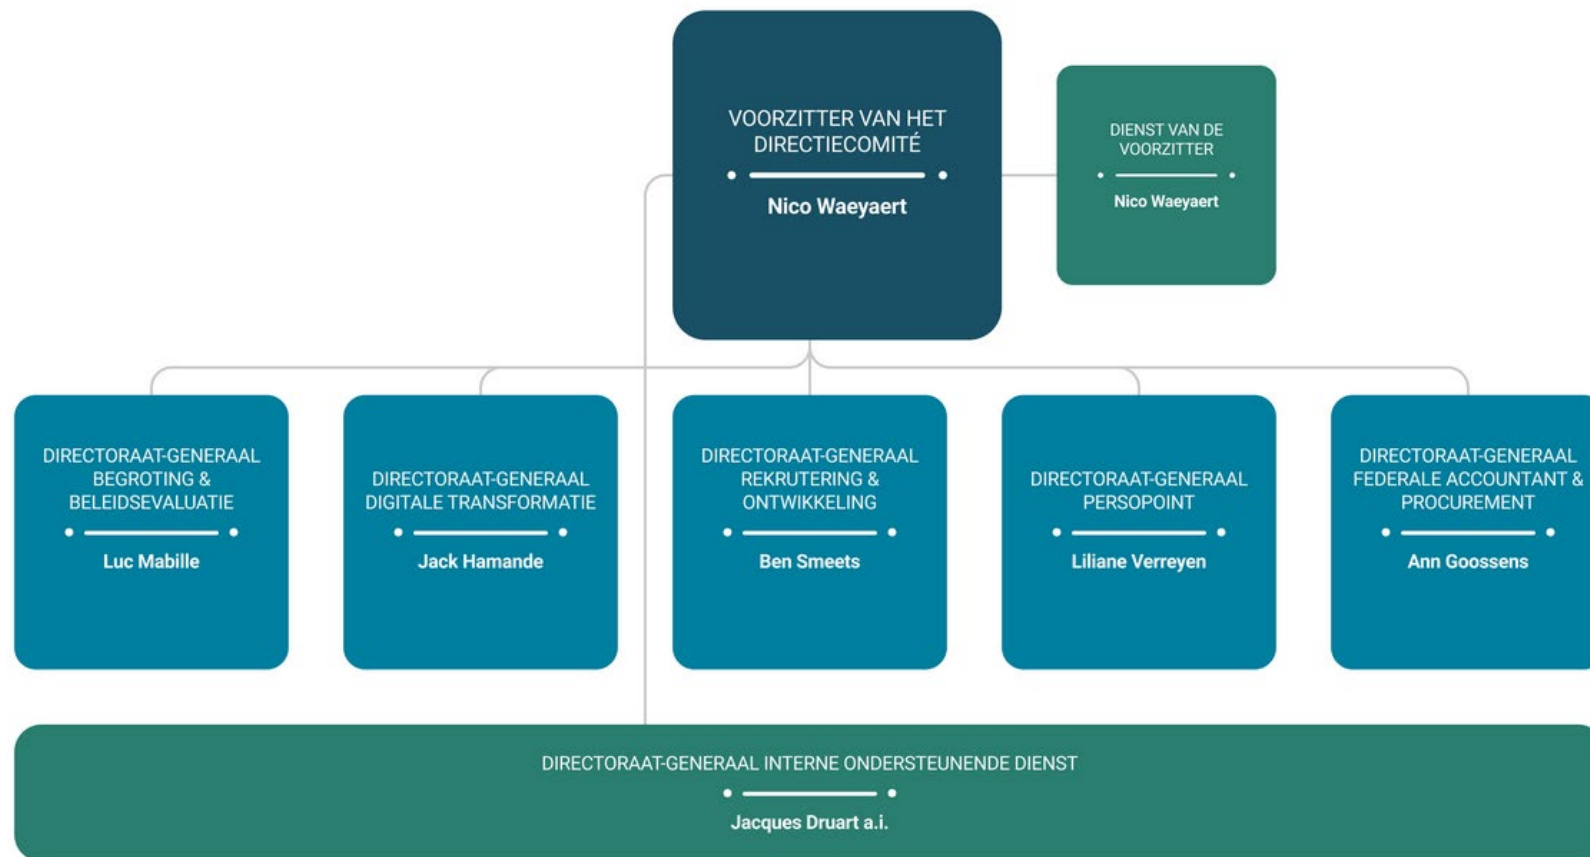 VOORZITTER VAN HET
DIRECTIECOMITÉ
Nico Waeyaert
DIENST VAN DE
VOORZITTER
Nico Waeyaert
DIRECTORAAT-GENERAAL
BEGROTING &
BELEIDSEVALUATIE
Luc Mabille
DIRECTORAAT-GENERAAL
DIGITALE TRANSFORMATIE
Jack Hamande
DIRECTORAAT-GENERAAL
REKRUTERING &
ONTWIKKELING
Ben Smeets
DIRECTORAAT-GENERAAL
PERSOPOINT
Liliane Verreyen
DIRECTORAAT-GENERAAL
FEDERALE ACCOUNTANT &
PROCUREMENT
Ann Goossens
DIRECTORAAT-GENERAAL INTERNE ONDERSTEUNENDE DIENST
Jacques Druart a.i.